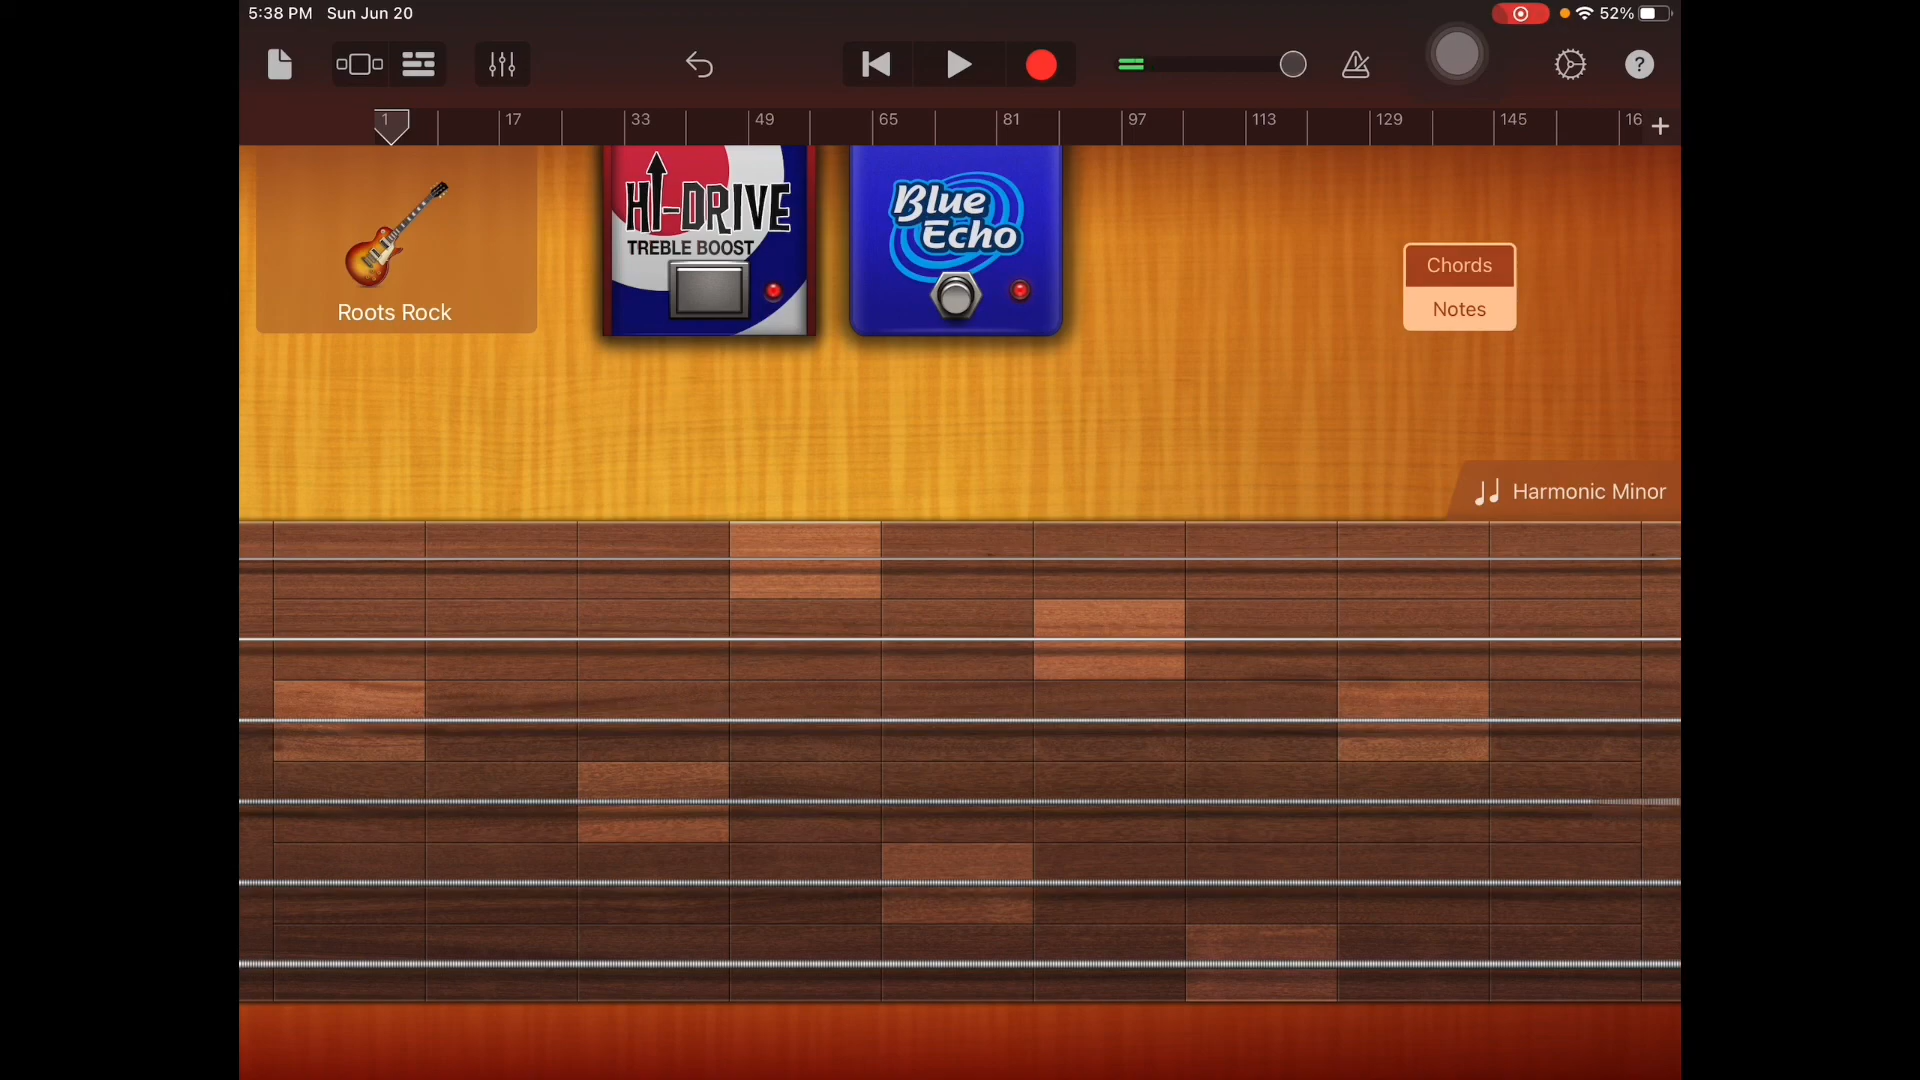 5:38 PM Sun Jun 20
52%
?
1 17 33 49 65 81 97 113 129 145 16 +
HI-DRIVE
TREBLE BOOST
Blue
Echo
Chords
Notes
Roots Rock
Harmonic Minor